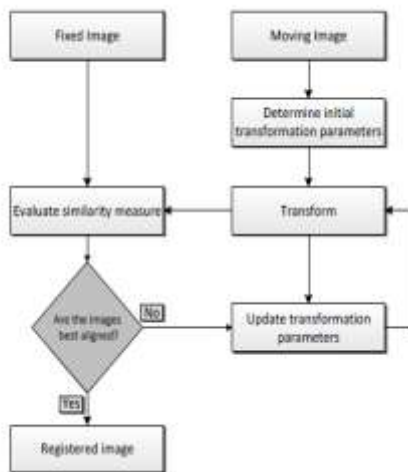 Fixed Image
Moving Image
Determine initial
transformation parameters
Evaluate similarity measure
Transform
Are the images
best aligned?
No
Update transformation
parameters
Yes
Registered image